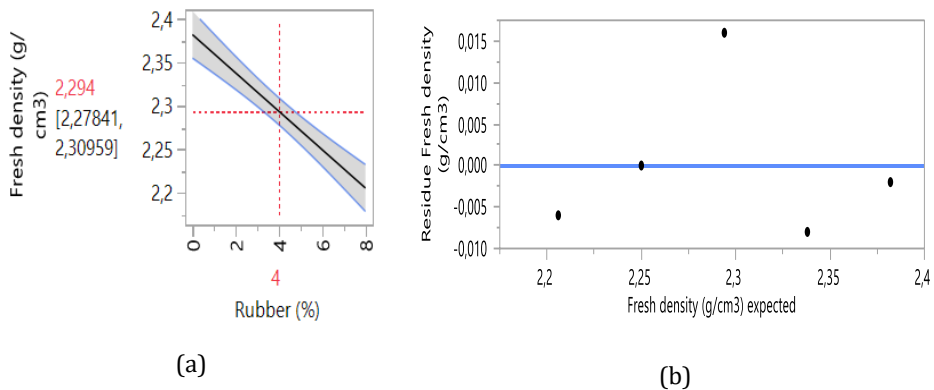 Fresh density (g/
cm3)
2,294
[2,27841,
2,30959]
2,4
2,35
2,3
2,25
2,2
0 2 4 6 8
4
Rubber (%)
(a)
Residue Fresh density
(g/cm3)
0,015
0,010
0,005
0,000
-0,005
-0,010
2,2 2,25 2,3 2,35 2,4
Fresh density (g/cm3) expected
(b)